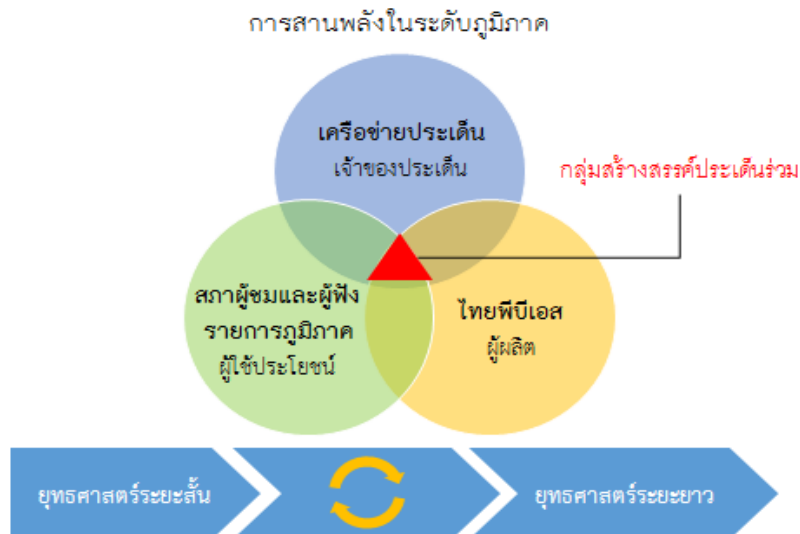 การสานพลังในระดับภูมิภาค
เครือข่ายประเด็น
เจ้าของประเด็น
กลุ่มสร้างสรรค์ประเด็นร่วม
สภาผู้ชมและผู้ฟัง
รายการภูมิภาค
ผู้ใช้ประโยชน์
ไทยพีบีเอส
ผู้ผลิต
ยุทธศาสตร์ระยะสั้น
ยุทธศาสตร์ระยะยาว